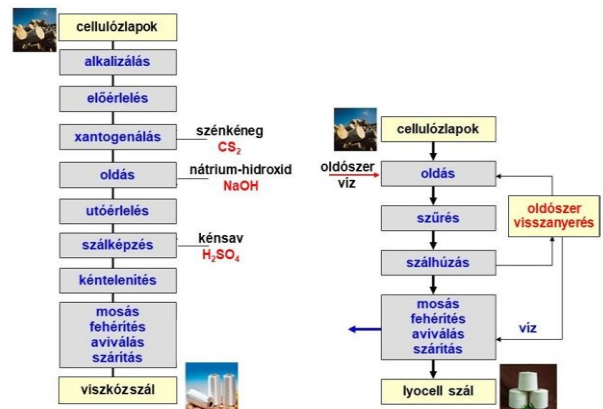 cellulózlapok
alkalizálás
előérlelés
xantogenálás
szénkéneg
CS₂
oldás
nátrium-hidroxid
NaOH
utóérlelés
szálképzés
kénsav
H₂SO₄
kéntelenítés
mosás
fehérítés
aviválás
szárítás
viszkózszál
cellulózlapok
oldószer
víz
oldás
szűrés
oldószer
visszanyerés
szálhúzás
mosás
fehérítés
aviválás
szárítás
víz
lyocell szál